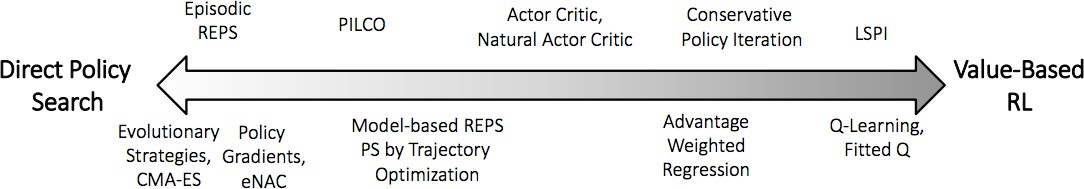 Episodic
REPS
PILCO
Actor Critic,
Natural Actor Critic
Conservative
Policy Iteration
LSPI
Direct Policy
Search
Value-Based
RL
Evolutionary
Strategies,
CMA-ES
Policy
Gradients,
eNAC
Model-based REPS
PS by Trajectory
Optimization
Advantage
Weighted
Regression
Q-Learning,
Fitted Q